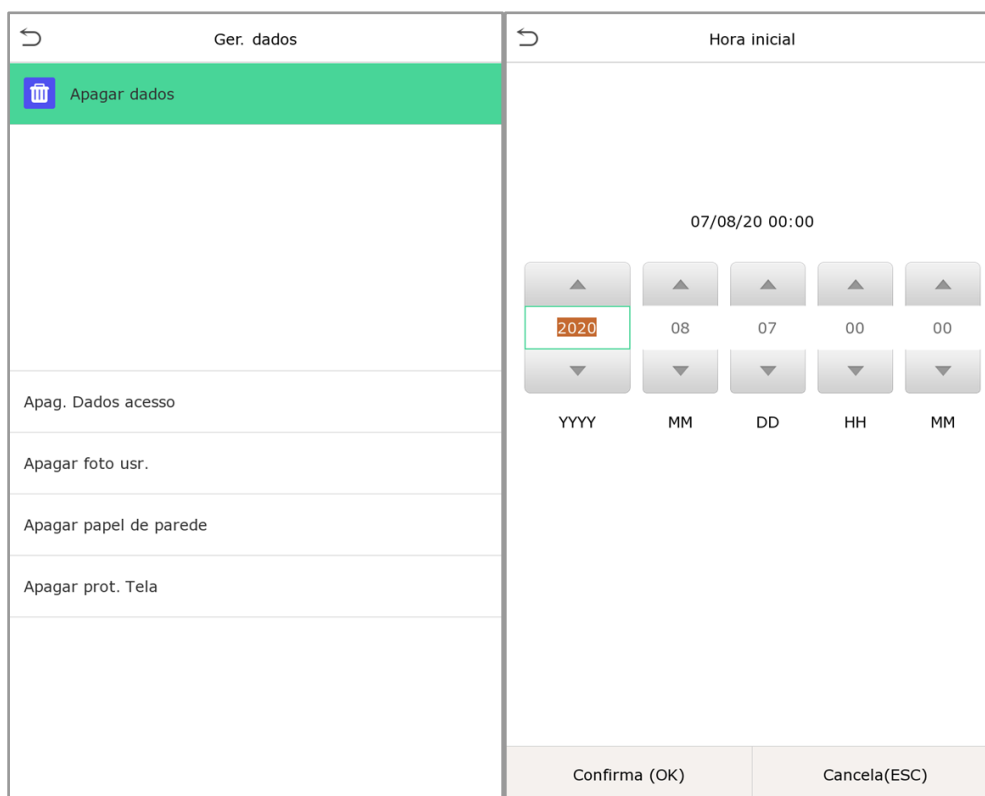 Ger. dados
Apagar dados
Apag. Dados acesso
Apagar foto usr.
Apagar papel de parede
Apagar prot. Tela
Hora inicial
07/08/20 00:00
2020 08 07 00 00
YYYY MM DD HH MM
Confirma (OK) Cancela(ESC)